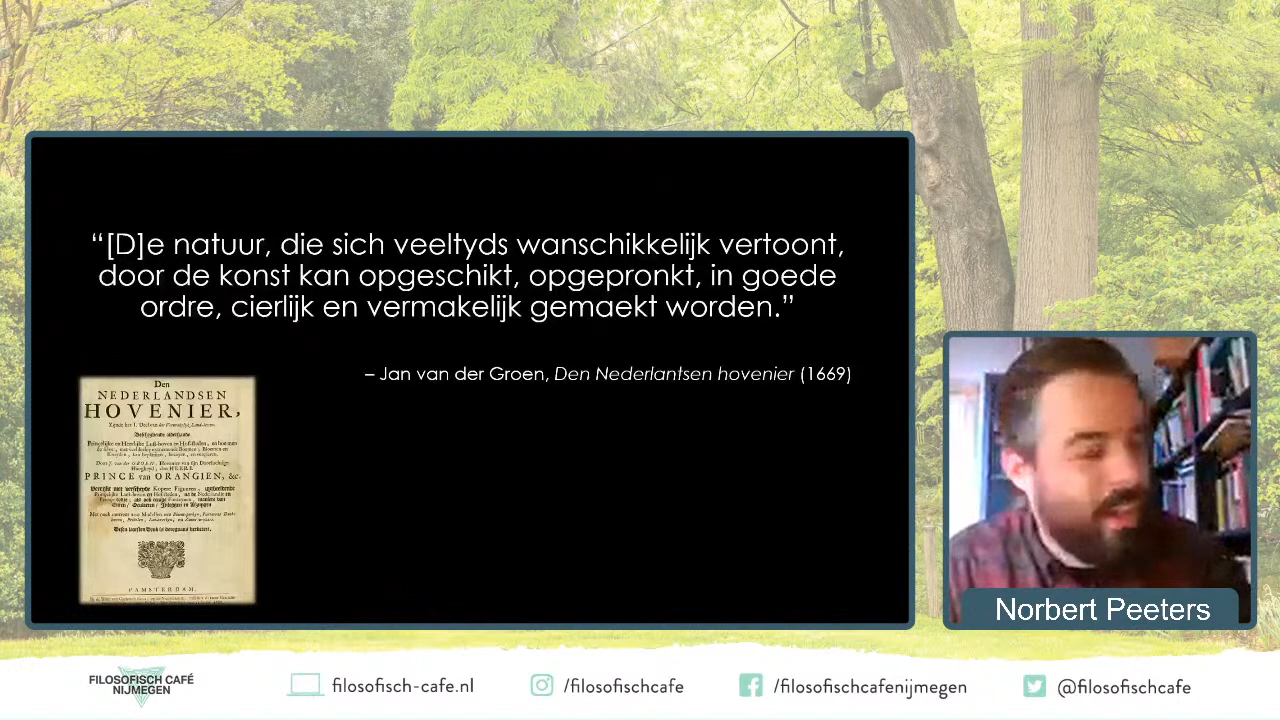 “[D]e natuur, die sich veeltyds wanschikkelijk vertoont,
door de konst kan opgeschikt, opgepronkt, in goede
ordre, cierlijk en vermakelijk gemaekt worden.”
– Jan van der Groen, Den Nederlantsen hovenier (1669)
Den
NEDERLANDSEN
HOVENIER,
PRINCE van ORANGIEN, &c.
Norbert Peeters
FILOSOFISCH CAFÉ
NIJMEGEN
filosofisch-cafe.nl
/filosofischcafe
/filosofischcafenijmegen
@filosofischcafe